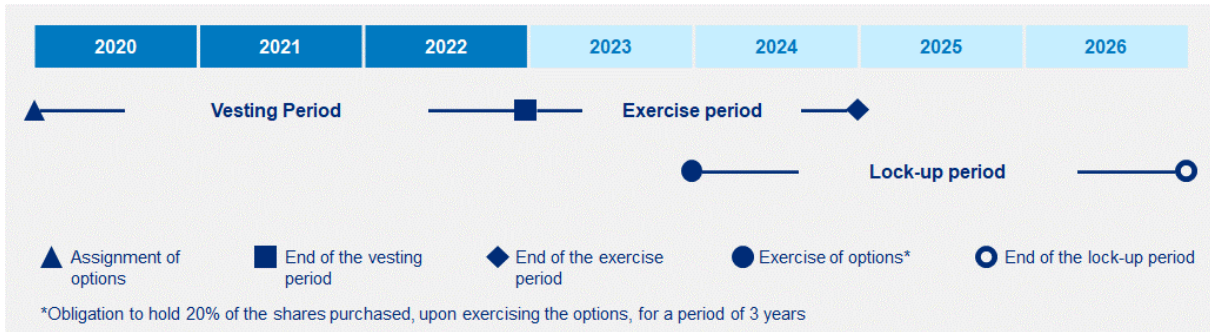 2020 2021 2022 2023 2024 2025 2026
Vesting Period Exercise period
Lock-up period
Assignment of options
End of the vesting period
End of the exercise period
Exercise of options*
End of the lock-up period
*Obligation to hold 20% of the shares purchased, upon exercising the options, for a period of 3 years